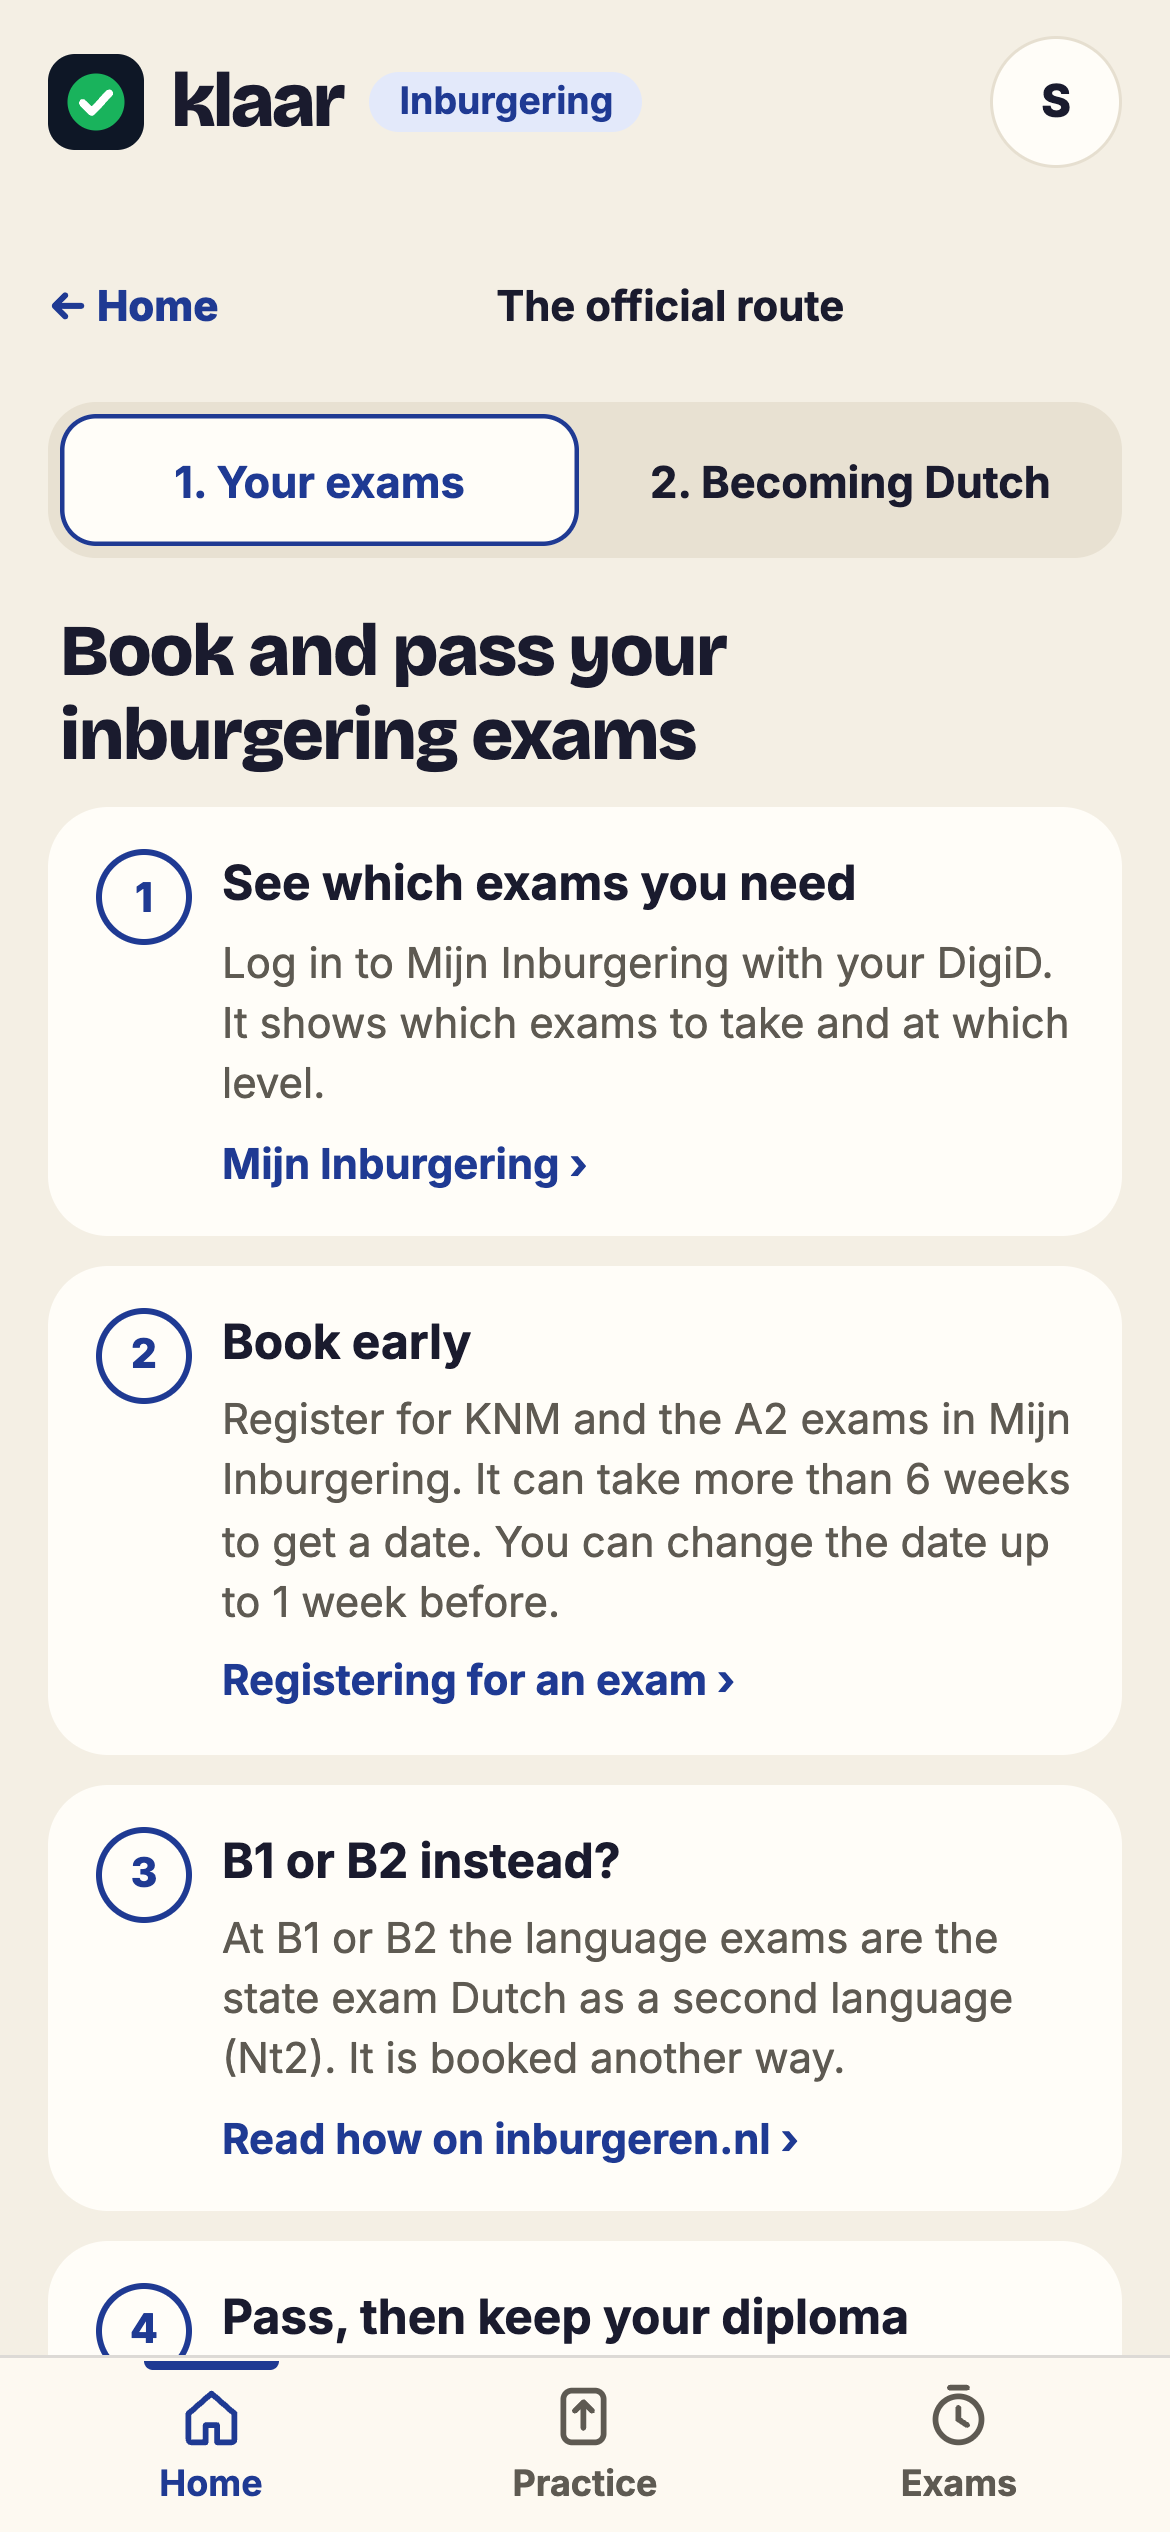 klaar
Inburgering
S
← Home
The official route
1. Your exams
2. Becoming Dutch
Book and pass your
inburgering exams
1
See which exams you need
Log in to Mijn Inburgering with your DigiD.
It shows which exams to take and at which
level.
Mijn Inburgering ›
2
Book early
Register for KNM and the A2 exams in Mijn
Inburgering. It can take more than 6 weeks
to get a date. You can change the date up
to 1 week before.
Registering for an exam ›
3
B1 or B2 instead?
At B1 or B2 the language exams are the
state exam Dutch as a second language
(Nt2). It is booked another way.
Read how on inburgeren.nl ›
4
Pass, then keep your diploma
Home
Practice
Exams